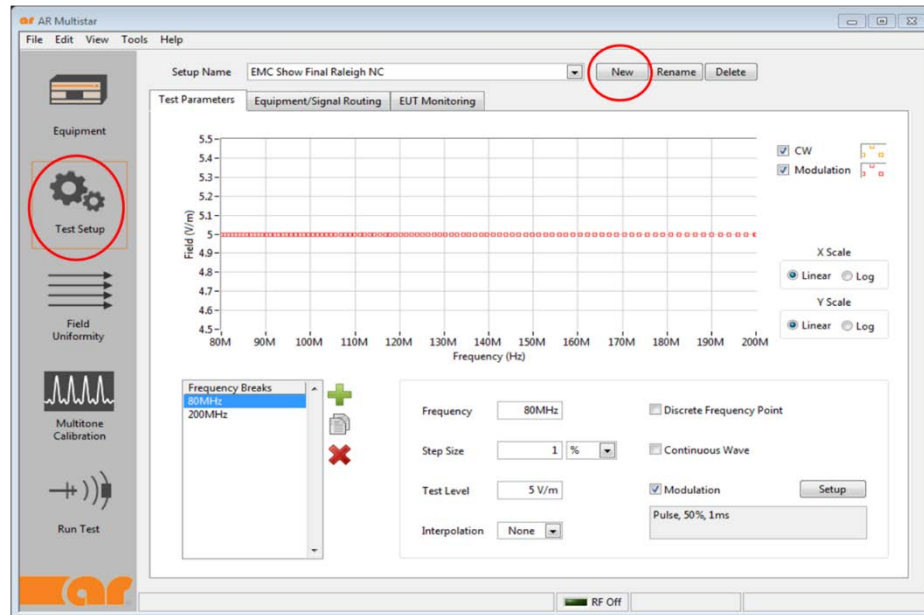 ar AR Multistar
File Edit View Tools Help
Setup Name EMC Show Final Raleigh NC New Rename Delete
Test Parameters Equipment/Signal Routing EUT Monitoring
Equipment
Test Setup
Field
Uniformity
Multitone
Calibration
Run Test
ar
Field (V/m)
5.5
5.4
5.3
5.2
5.1
5
4.9
4.8
4.7
4.6
4.5
80M 90M 100M 110M 120M 130M 140M 150M 160M 170M 180M 190M 200M
Frequency (Hz)
CW
Modulation
X Scale
Linear Log
Y Scale
Linear Log
Frequency Breaks
80MHz
200MHz
Frequency 80MHz Discrete Frequency Point
Step Size 1 % Continuous Wave
Test Level 5 V/m Modulation Setup
Pulse, 50%, 1ms
Interpolation None
RF Off